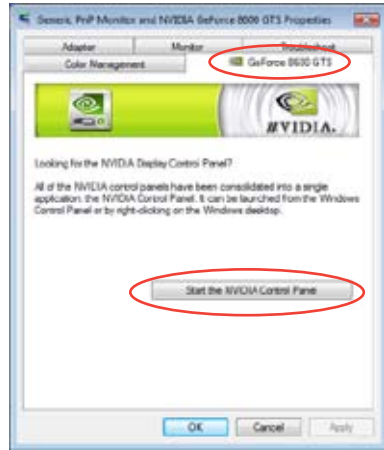 Generic PnP Monitor and NVIDIA GeForce 8600 GTS Properties
Adapter Monitor Troubleshoot
Color Management GeForce 8600 GTS
NVIDIA.
Looking for the NVIDIA Display Control Panel?
All of the NVIDIA control panels have been consolidated into a single
application: the NVIDIA Control Panel. It can be launched from the Windows
Control Panel or by right-clicking on the Windows desktop.
Start the NVIDIA Control Panel
OK Cancel Apply